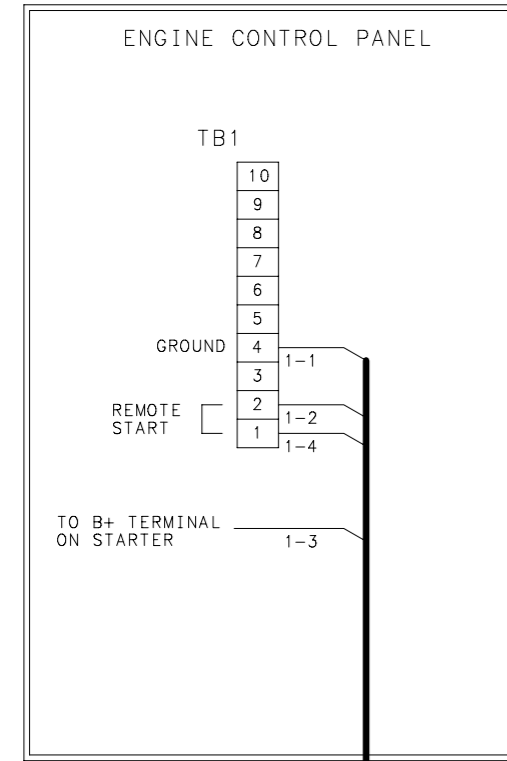 ENGINE CONTROL PANEL
TB1
10
9
8
7
6
5
GROUND 4
1-1
3
REMOTE START 2
1-2
1
1-4
TO B+ TERMINAL
ON STARTER
1-3